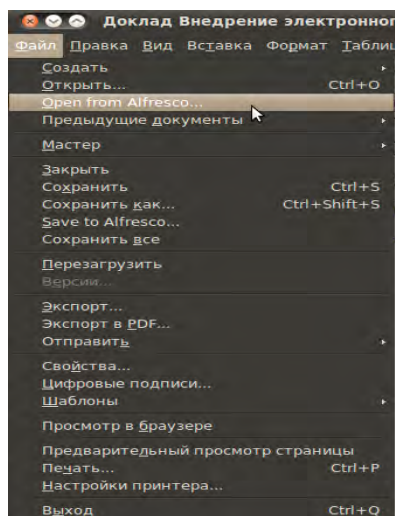 Доклад Внедрение электронног
Файл Правка Вид Вставка Формат Таблиц
Создать
Открыть... Ctrl+O
Open from Alfresco...
Предыдущие документы
Мастер
Закрыть
Сохранить Ctrl+S
Сохранить как... Ctrl+Shift+S
Save to Alfresco...
Сохранить все
Перезагрузить
Версии...
Экспорт...
Экспорт в PDF...
Отправить
Свойства...
Цифровые подписи...
Шаблоны
Просмотр в браузере
Предварительный просмотр страницы
Печать... Ctrl+P
Настройки принтера...
Выход Ctrl+Q